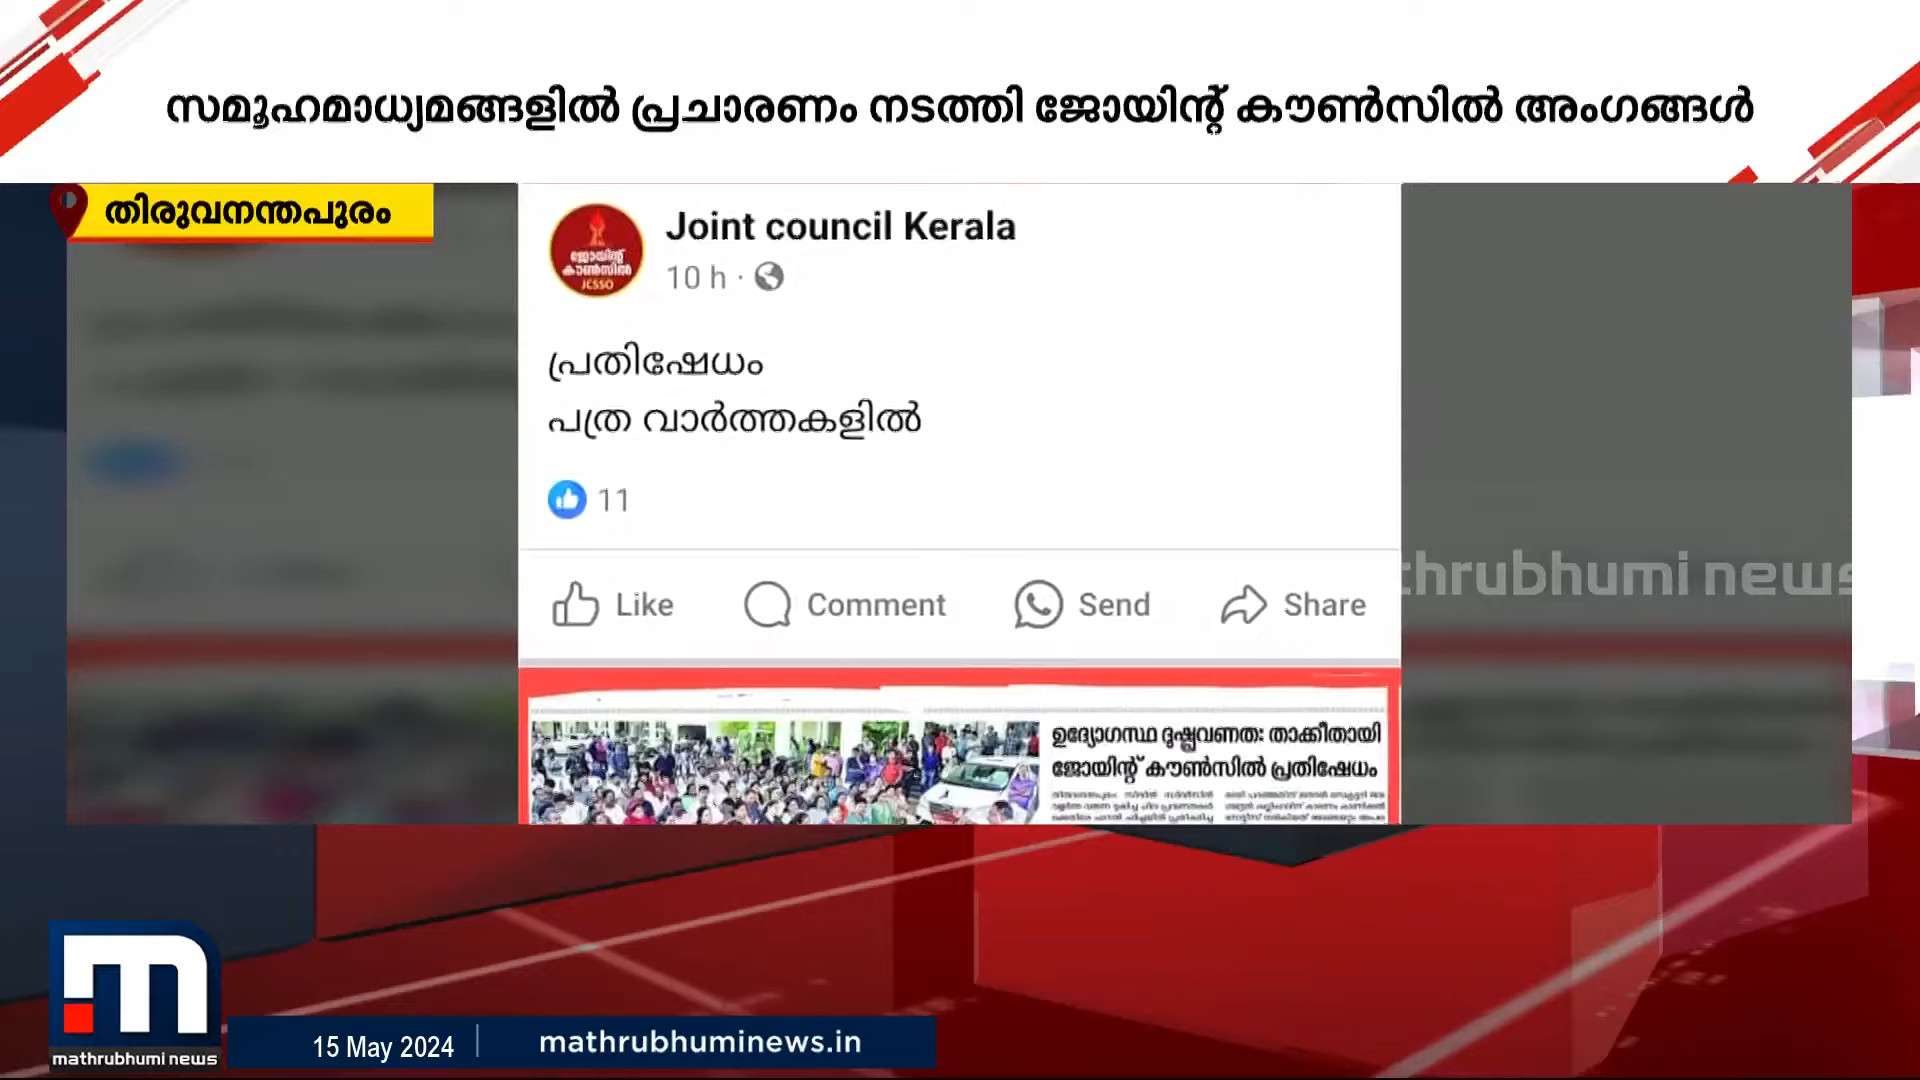 സമൂഹമാധ്യമങ്ങളിൽ പ്രചാരണം നടത്തി ജോയിന്റ് കൗൺസിൽ അംഗങ്ങൾ
തിരുവനന്തപുരം
ജോയിന്റ്
കൗൺസിൽ
JCSSO
Joint council Kerala
10 h ·
പ്രതിഷേധം
പത്ര വാർത്തകളിൽ
11
Like Comment Send Share
thrubhumi news
ഉദ്യോഗസ്ഥ ദുഷ്പ്രവണത: താക്കീതായി
ജോയിന്റ് കൗൺസിൽ പ്രതിഷേധം
mathrubhumi news
15 May 2024
mathrubhuminews.in